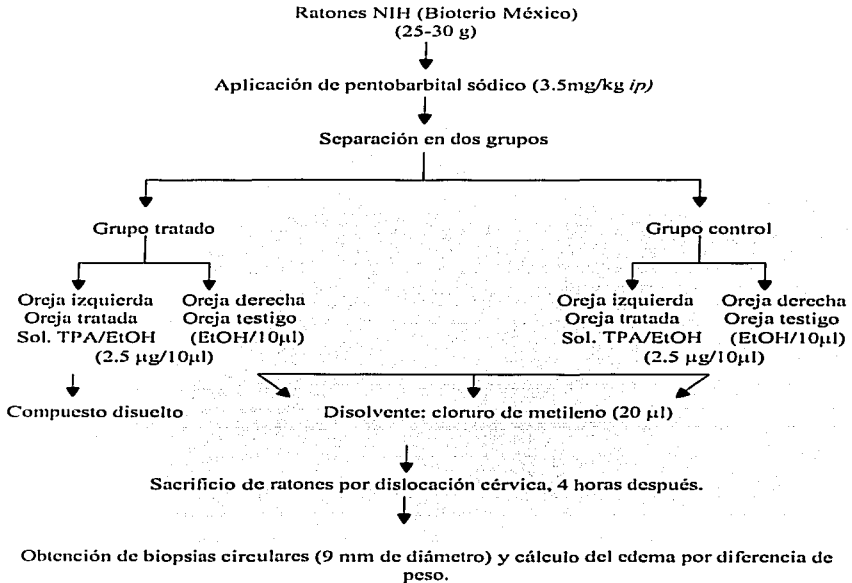 Ratones NIH (Bioterio México)
(25-30 g)
Aplicación de pentobarbital sódico (3.5mg/kg ip)
Separación en dos grupos
Grupo tratado
Grupo control
Oreja izquierda
Oreja tratada
Sol. TPA/EtOH
(2.5 µg/10µl)
Oreja derecha
Oreja testigo
(EtOH/10µl)
Oreja izquierda
Oreja tratada
Sol. TPA/EtOH
(2.5 µg/10µl)
Oreja derecha
Oreja testigo
(EtOH/10µl)
Compuesto disuelto
Disolvente: cloruro de metileno (20 µl)
Sacrificio de ratones por dislocación cérvica, 4 horas después.
Obtención de biopsias circulares (9 mm de diámetro) y cálculo del edema por diferencia de
peso.